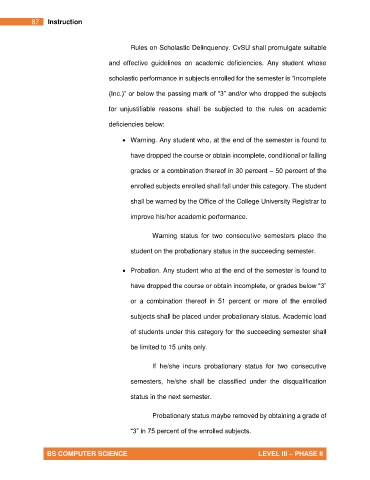 87 Instruction
Rules on Scholastic Delinquency. CvSU shall promulgate suitable
and effective guidelines on academic deficiencies. Any student whose
scholastic performance in subjects enrolled for the semester is “Incomplete
(Inc.)” or below the passing mark of “3” and/or who dropped the subjects
for unjustifiable reasons shall be subjected to the rules on academic
deficiencies below:
• Warning. Any student who, at the end of the semester is found to
have dropped the course or obtain incomplete, conditional or failing
grades or a combination thereof in 30 percent – 50 percent of the
enrolled subjects enrolled shall fall under this category. The student
shall be warned by the Office of the College University Registrar to
improve his/her academic performance.
Warning status for two consecutive semesters place the
student on the probationary status in the succeeding semester.
• Probation. Any student who at the end of the semester is found to
have dropped the course or obtain incomplete, or grades below “3”
or a combination thereof in 51 percent or more of the enrolled
subjects shall be placed under probationary status. Academic load
of students under this category for the succeeding semester shall
be limited to 15 units only.
If he/she incurs probationary status for two consecutive
semesters, he/she shall be classified under the disqualification
status in the next semester.
Probationary status maybe removed by obtaining a grade of
“3” in 75 percent of the enrolled subjects.
BS COMPUTER SCIENCE LEVEL III – PHASE II